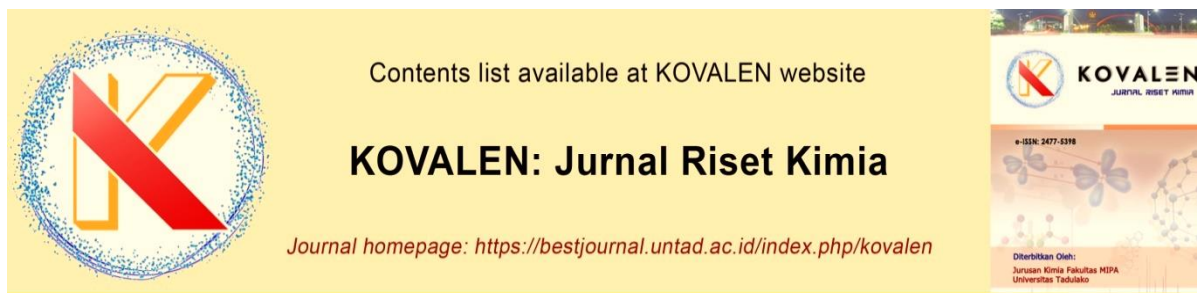 Contents list available at KOVALEN website
KOVALEN: Jurnal Riset Kimia
Journal homepage: https://bestjournal.untad.ac.id/index.php/kovalen
K
KOVALEN
JURNAL RISET KIMIA
e-ISSN: 2477-5398
Diterbitkan Oleh:
Jurusan Kimia Fakultas MIPA
Universitas Tadulako